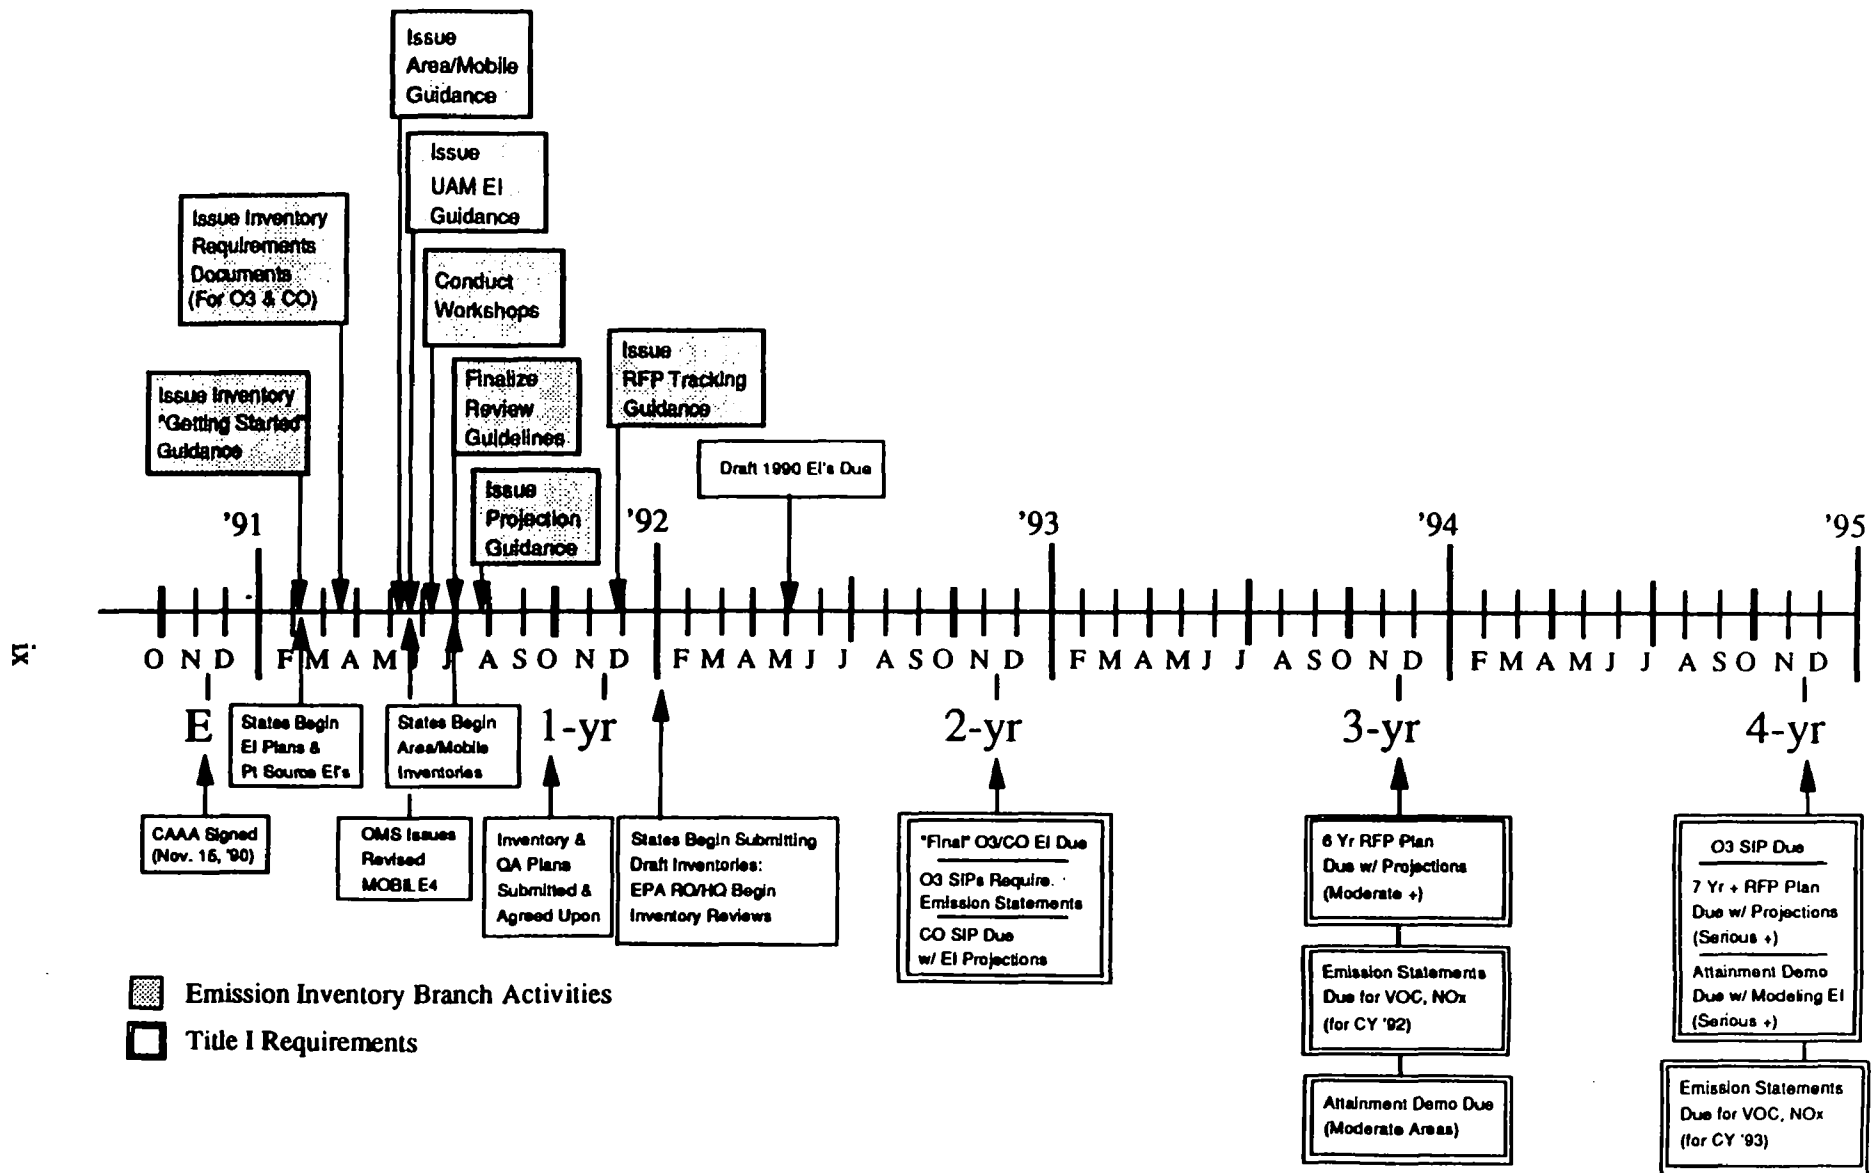 Issue
Area/Mobile
Guidance
Issue
UAM EI
Guidance
Issue Inventory
Requirements
Documents
(For O3 & CO)
Conduct
Workshops
Issue
RFP Tracking
Guidance
Finalize
Review
Guidelines
Issue Inventory
"Getting Started"
Guidance
Draft 1990 EI's Due
Issue
Projection
Guidance
'91
'92
'93
'94
'95
O N D F M A M J J A S O N D F M A M J J A S O N D F M A M J J A S O N D F M A M J J A S O N D
ix
E
1-yr
2-yr
3-yr
4-yr
States Begin
EI Plans &
Pt Source EI's
States Begin
Area/Mobile
Inventories
CAAA Signed
(Nov. 15, '90)
OMS Issues
Revised
MOBILE4
Inventory &
QA Plans
Submitted &
Agreed Upon
States Begin Submitting
Draft Inventories:
EPA RO/HQ Begin
Inventory Reviews
"Final" O3/CO EI Due
O3 SIPs Require.
Emission Statements
CO SIP Due
w/ EI Projections
6 Yr RFP Plan
Due w/ Projections
(Moderate +)
Emission Statements
Due for VOC, NOx
(for CY '92)
Attainment Demo Due
(Moderate Areas)
O3 SIP Due
7 Yr + RFP Plan
Due w/ Projections
(Serious +)
Attainment Demo
Due w/ Modeling EI
(Serious +)
Emission Statements
Due for VOC, NOx
(for CY '93)
Emission Inventory Branch Activities
Title I Requirements